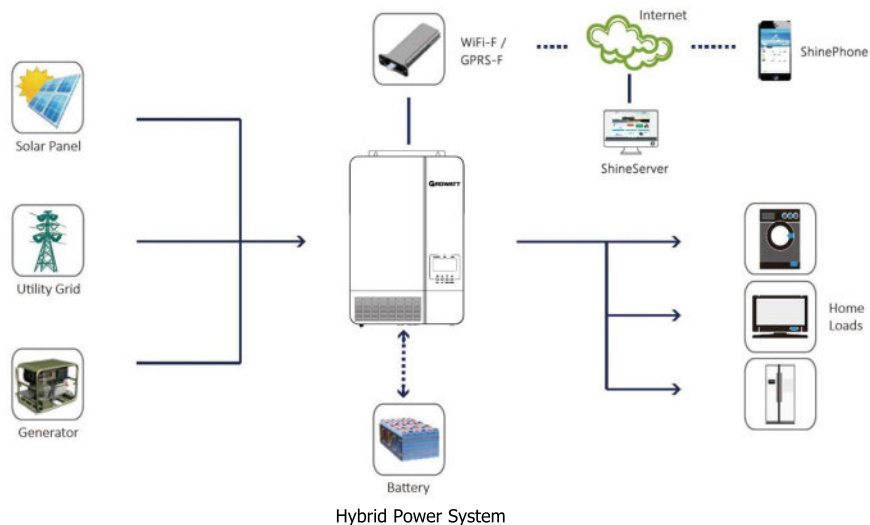 Internet
WiFi-F /
GPRS-F
ShinePhone
Solar Panel
ShineServer
GROWATT
Utility Grid
Home
Loads
Generator
Battery
Hybrid Power System